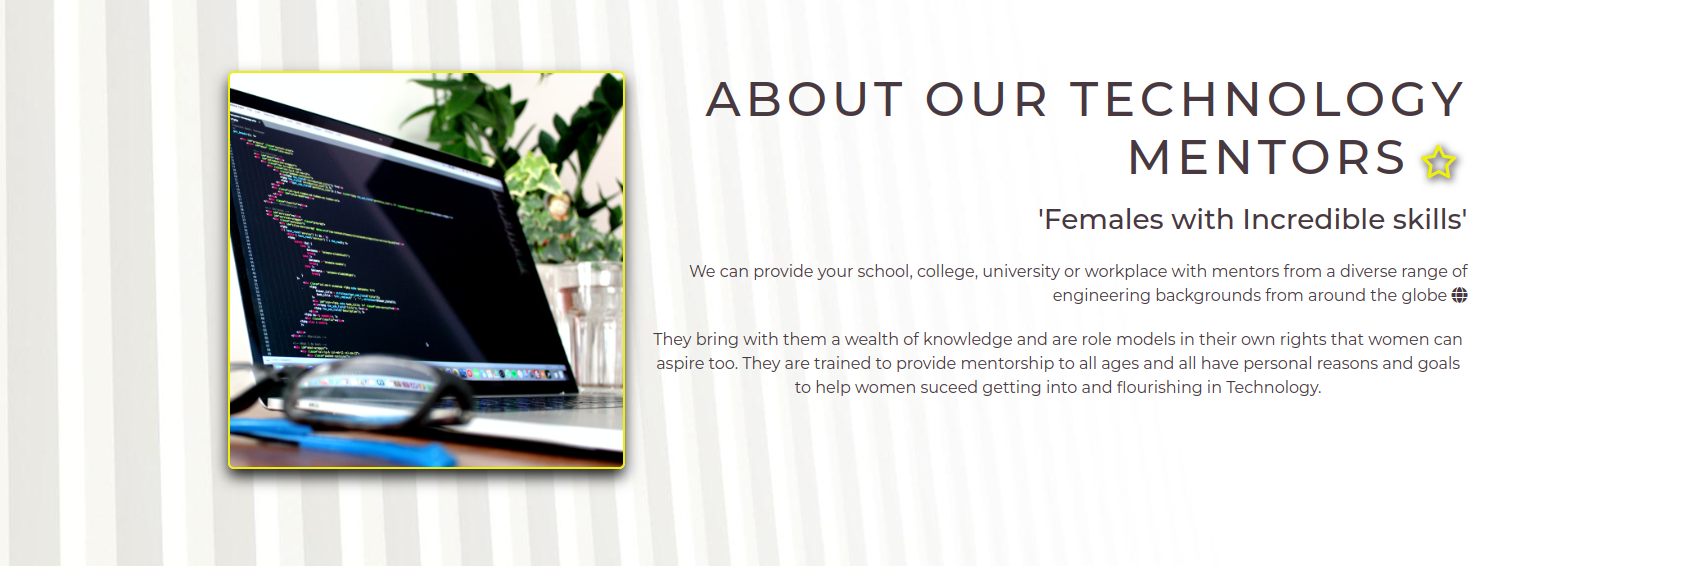 ABOUT OUR TECHNOLOGY
MENTORS
'Females with Incredible skills'
We can provide your school, college, university or workplace with mentors from a diverse range of
engineering backgrounds from around the globe
They bring with them a wealth of knowledge and are role models in their own rights that women can
aspire too. They are trained to provide mentorship to all ages and all have personal reasons and goals
to help women suceed getting into and flourishing in Technology.